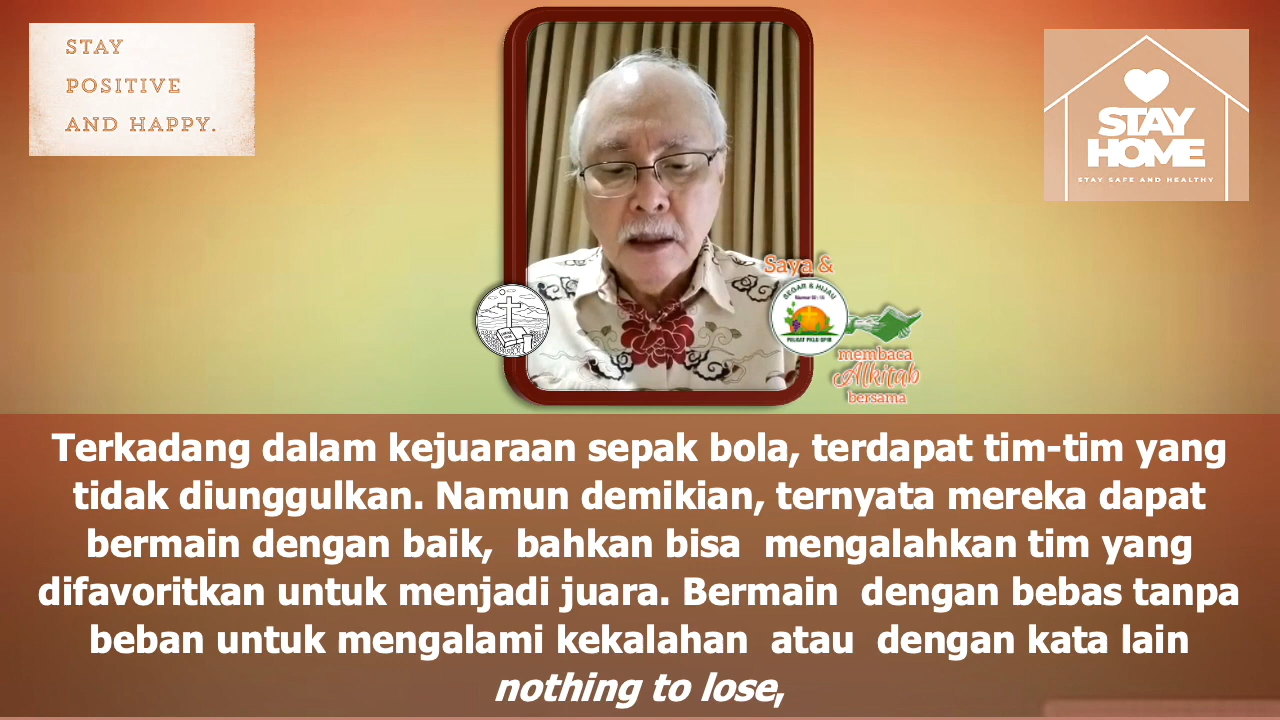 STAY
POSITIVE
AND HAPPY.
STAY
HOME
STAY SAFE AND HEALTHY
Saya &
SEGAR & HIJAU
membaca
Alkitab
bersama
Terkadang dalam kejuaraan sepak bola, terdapat tim-tim yang
tidak diunggulkan. Namun demikian, ternyata mereka dapat
bermain dengan baik, bahkan bisa mengalahkan tim yang
difavoritkan untuk menjadi juara. Bermain dengan bebas tanpa
beban untuk mengalami kekalahan atau dengan kata lain
nothing to lose,